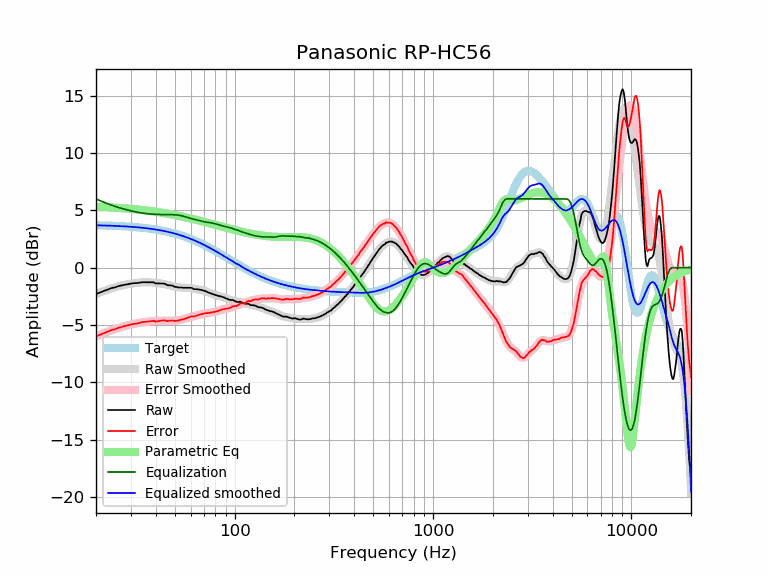 Panasonic RP-HC56
15
10
5
0
−5
−10
−15
−20
Amplitude (dBr)
Target
Raw Smoothed
Error Smoothed
Raw
Error
Parametric Eq
Equalization
Equalized smoothed
100
1000
10000
Frequency (Hz)